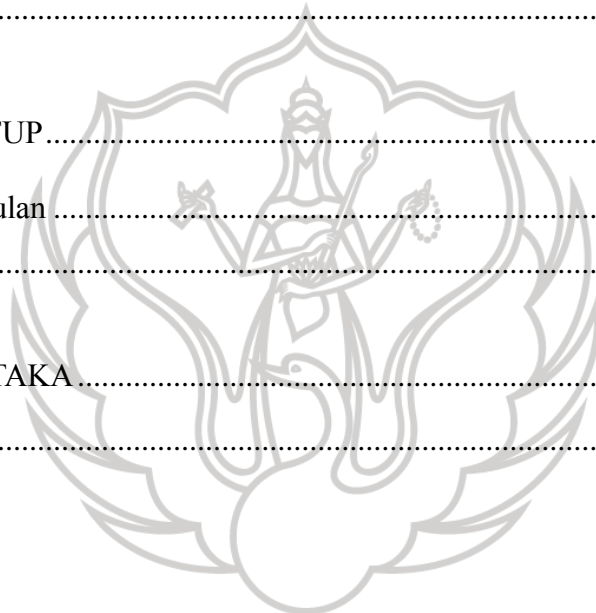 .......................................................
TUP.......................................................
ulan .......................................................
.......................................................
TAKA .......................................................
.......................................................